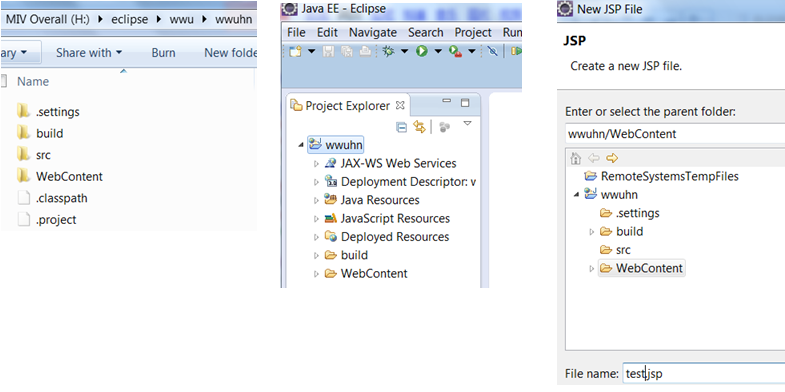 MIV Overall (H:) ▸ eclipse ▸ wwu ▸ wwuhn
ary ▾ Share with ▾ Burn New folde
Name
.settings
build
src
WebContent
.classpath
.project
Java EE - Eclipse
File Edit Navigate Search Project Run
Project Explorer
wwuhn
JAX-WS Web Services
Deployment Descriptor: w
Java Resources
JavaScript Resources
Deployed Resources
build
WebContent
New JSP File
JSP
Create a new JSP file.
Enter or select the parent folder:
wwuhn/WebContent
RemoteSystemsTempFiles
wwuhn
.settings
build
src
WebContent
File name: test.jsp